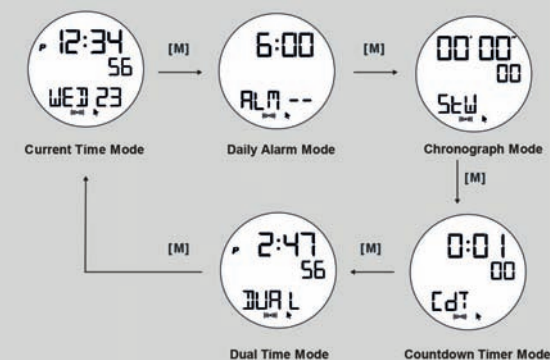 P 12:34
56
WED 23
Current Time Mode
[M]
6:00
ALM --
Daily Alarm Mode
[M]
00'00"
00
StW
Chronograph Mode
[M]
0:01
00
CdT
Countdown Timer Mode
[M]
P 2:47
56
DUAL
Dual Time Mode
[M]